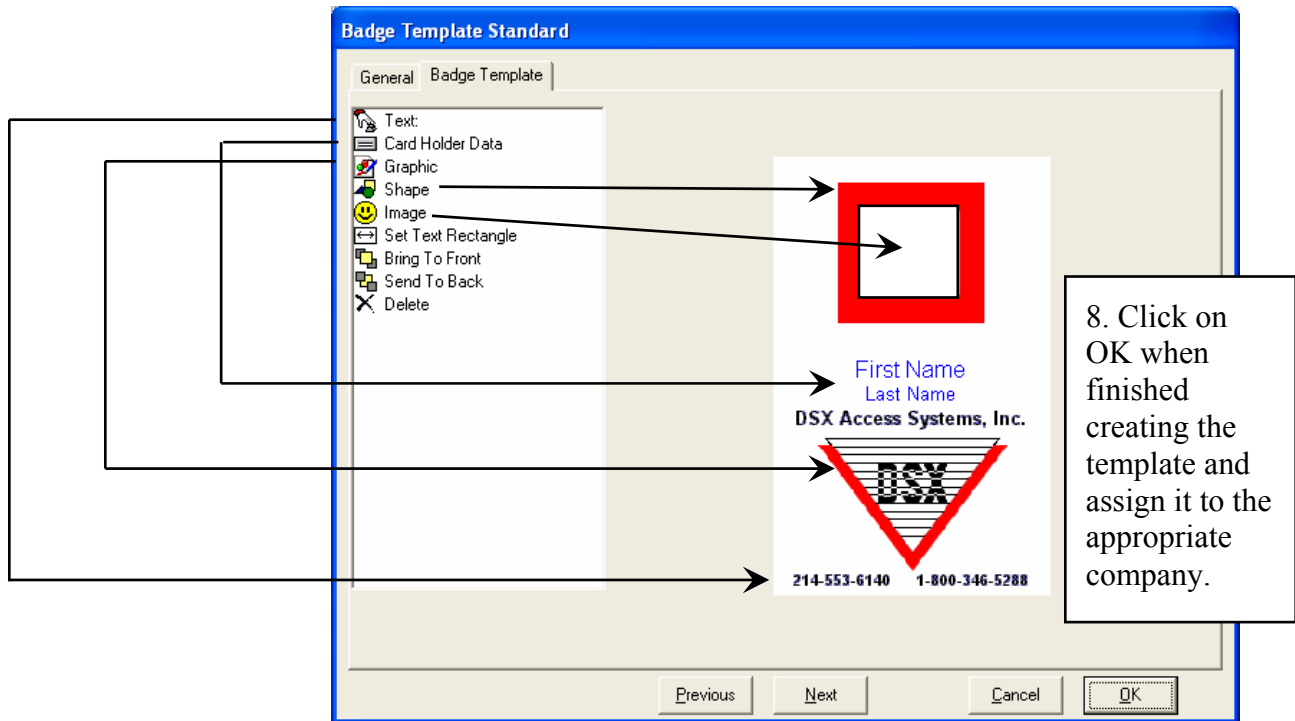 Badge Template Standard
General
Badge Template
Text:
Card Holder Data
Graphic
Shape
Image
Set Text Rectangle
Bring To Front
Send To Back
Delete
First Name
Last Name
DSX Access Systems, Inc.
DSX
214-553-6140 1-800-346-5288
8. Click on
OK when
finished
creating the
template and
assign it to the
appropriate
company.
Previous
Next
Cancel
OK